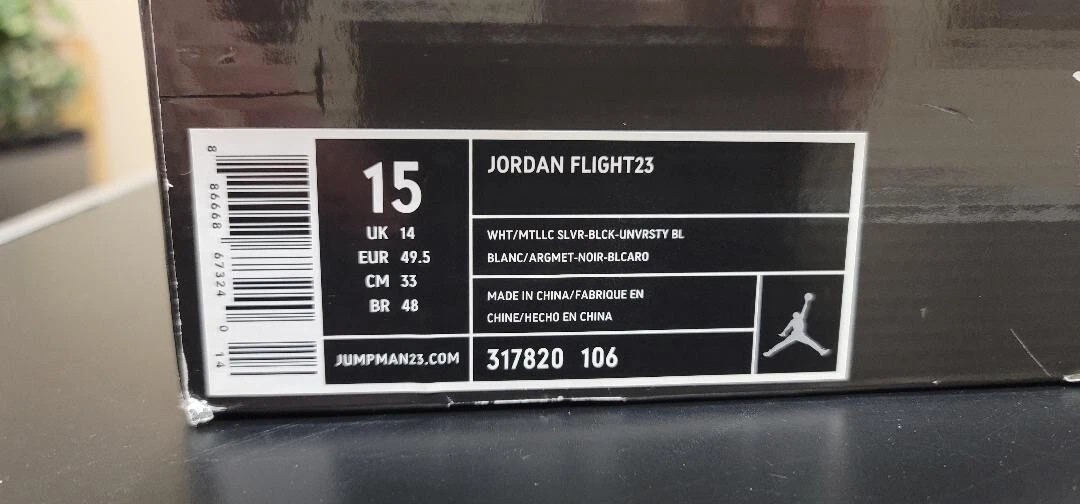 8 86668 67324 0 14
15
UK 14
EUR 49.5
CM 33
BR 48
JUMPMAN23.COM
JORDAN FLIGHT23
WHT/MTLLC SLVR-BLCK-UNVRSTY BL
BLANC/ARGMET-NOIR-BLCARO
MADE IN CHINA/FABRIQUE EN
CHINE/HECHO EN CHINA
317820 106